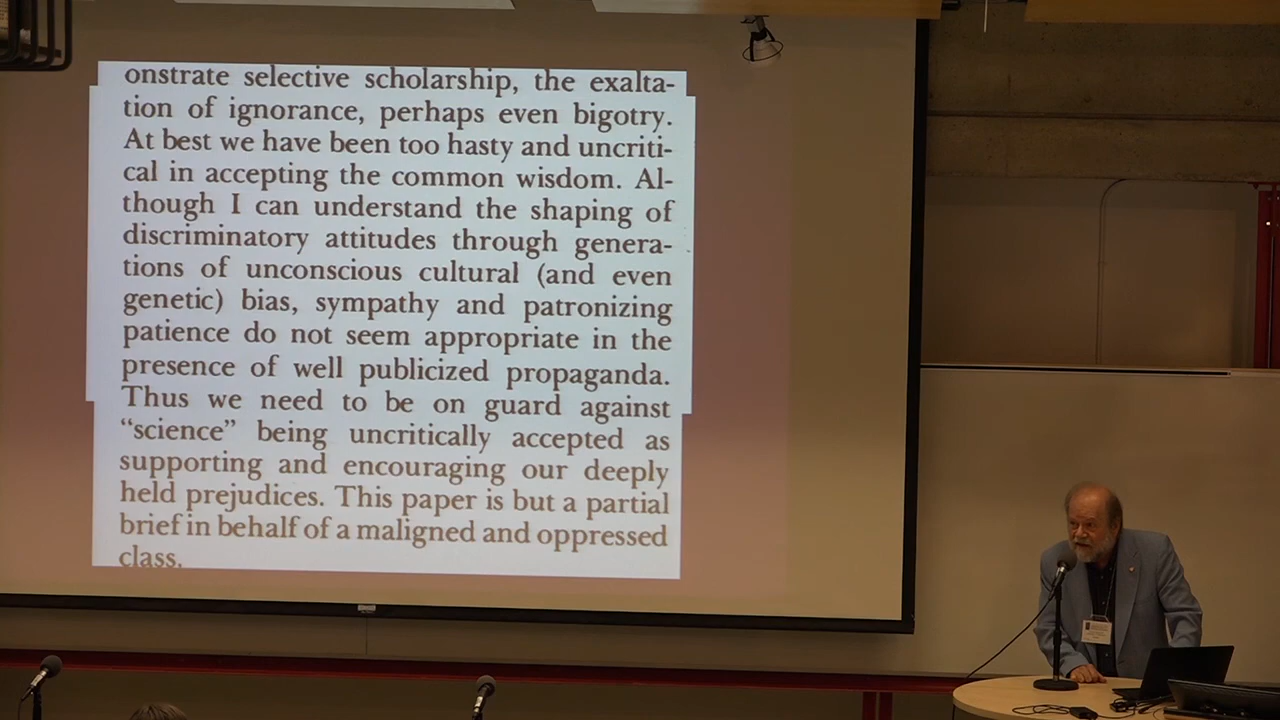 onstrate selective scholarship, the exalta-
tion of ignorance, perhaps even bigotry.
At best we have been too hasty and uncriti-
cal in accepting the common wisdom. Al-
though I can understand the shaping of
discriminatory attitudes through genera-
tions of unconscious cultural (and even
genetic) bias, sympathy and patronizing
patience do not seem appropriate in the
presence of well publicized propaganda.
Thus we need to be on guard against
“science” being uncritically accepted as
supporting and encouraging our deeply
held prejudices. This paper is but a partial
brief in behalf of a maligned and oppressed
class.